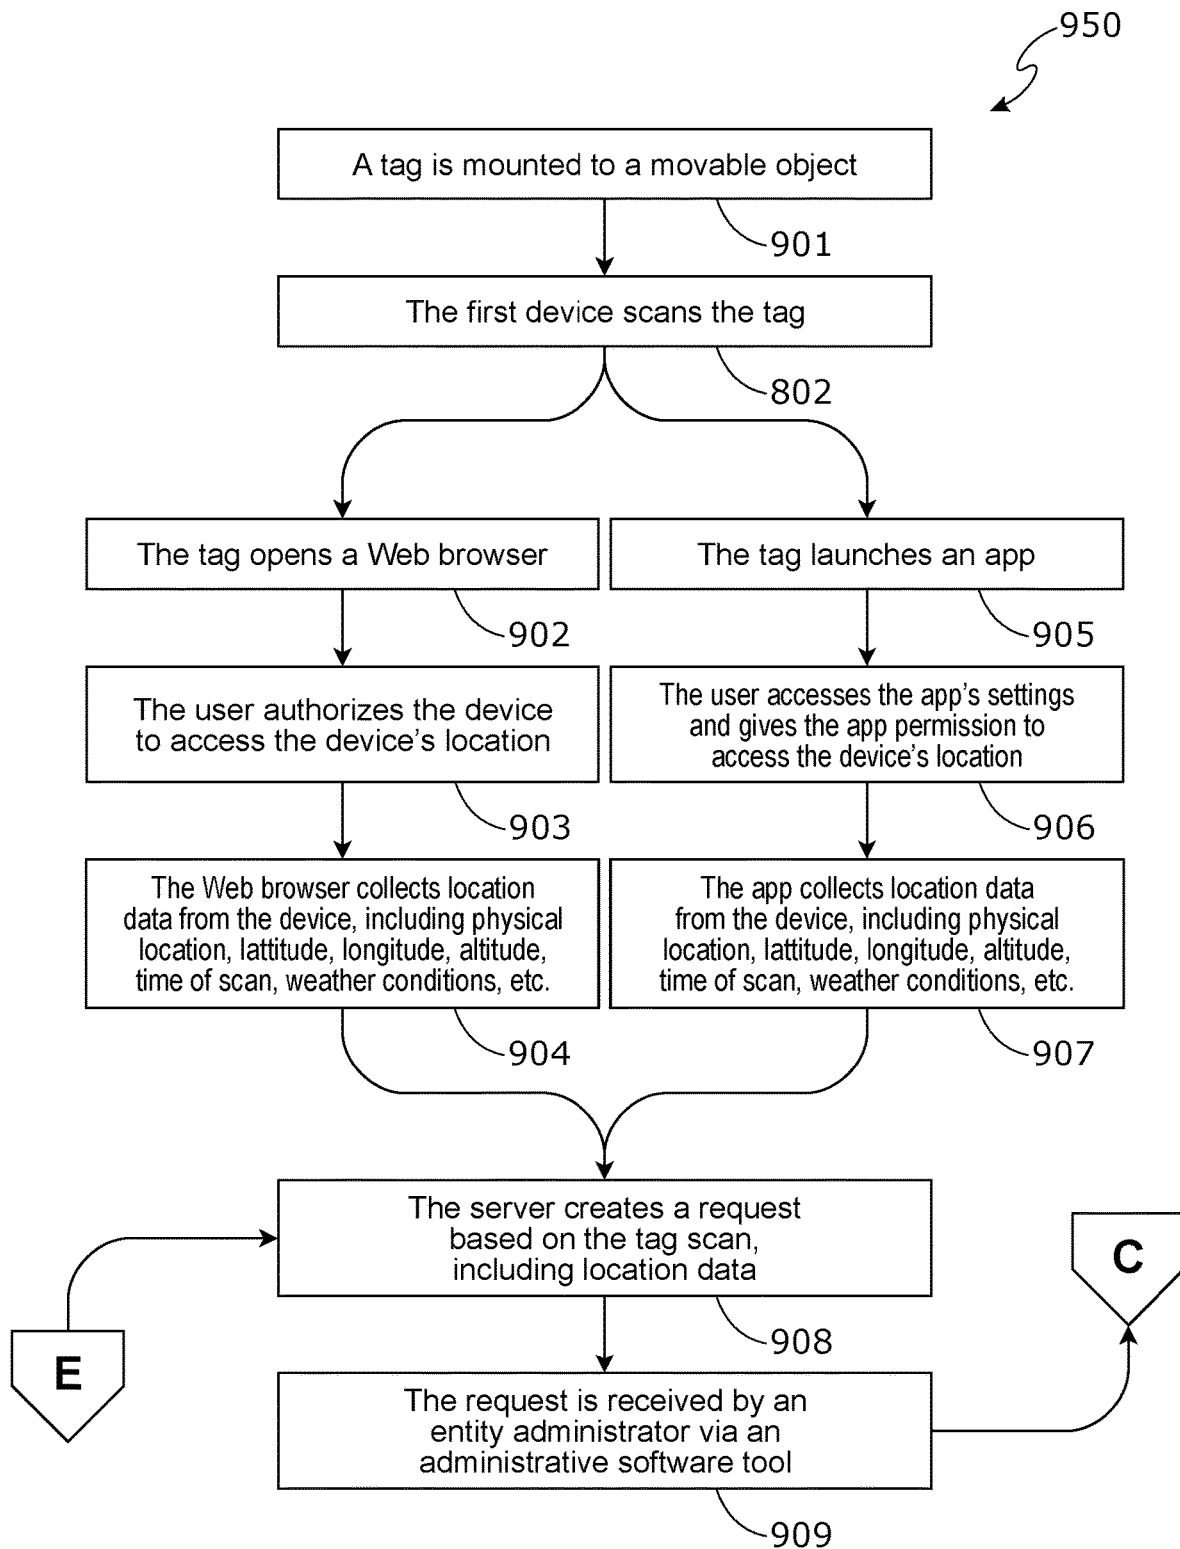 950
A tag is mounted to a movable object
901
The first device scans the tag
802
The tag opens a Web browser
902
The user authorizes the device
to access the device's location
903
The Web browser collects location
data from the device, including physical
location, lattitude, longitude, altitude,
time of scan, weather conditions, etc.
904
The tag launches an app
905
The user accesses the app's settings
and gives the app permission to
access the device's location
906
The app collects location data
from the device, including physical
location, lattitude, longitude, altitude,
time of scan, weather conditions, etc.
907
The server creates a request
based on the tag scan,
including location data
908
E
C
The request is received by an
entity administrator via an
administrative software tool
909